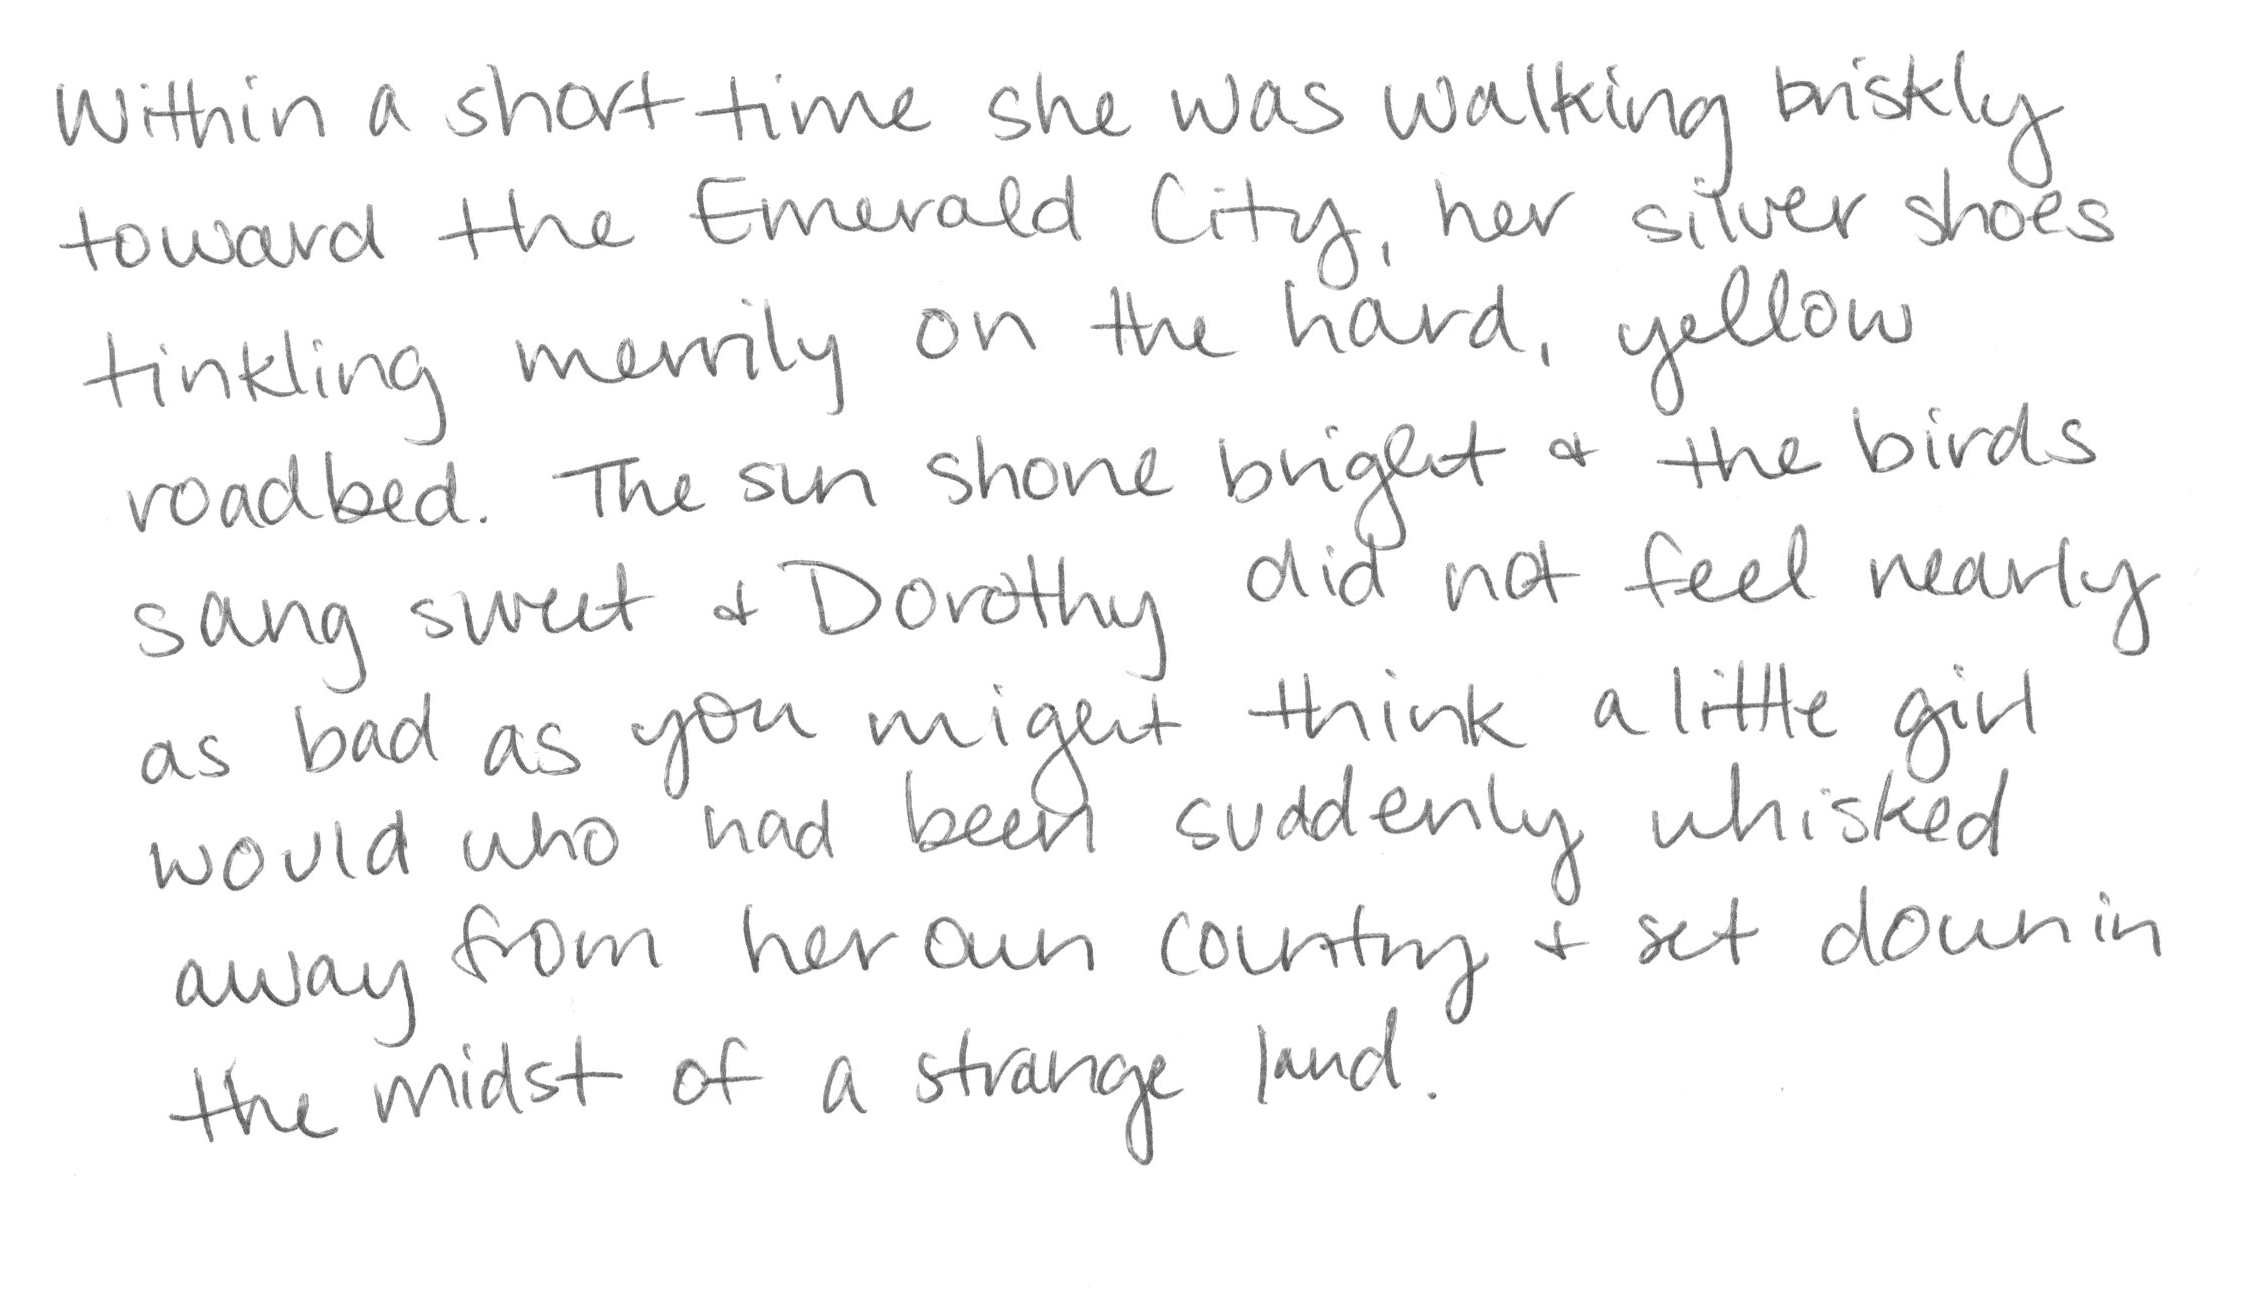 Within a short time she was walking briskly
toward the Emerald City, her silver shoes
tinkling merrily on the hard, yellow
roadbed. The sun shone bright & the birds
sang sweet & Dorothy did not feel nearly
as bad as you might think a little girl
would who had been suddenly whisked
away from her own country & set down in
the midst of a strange land.